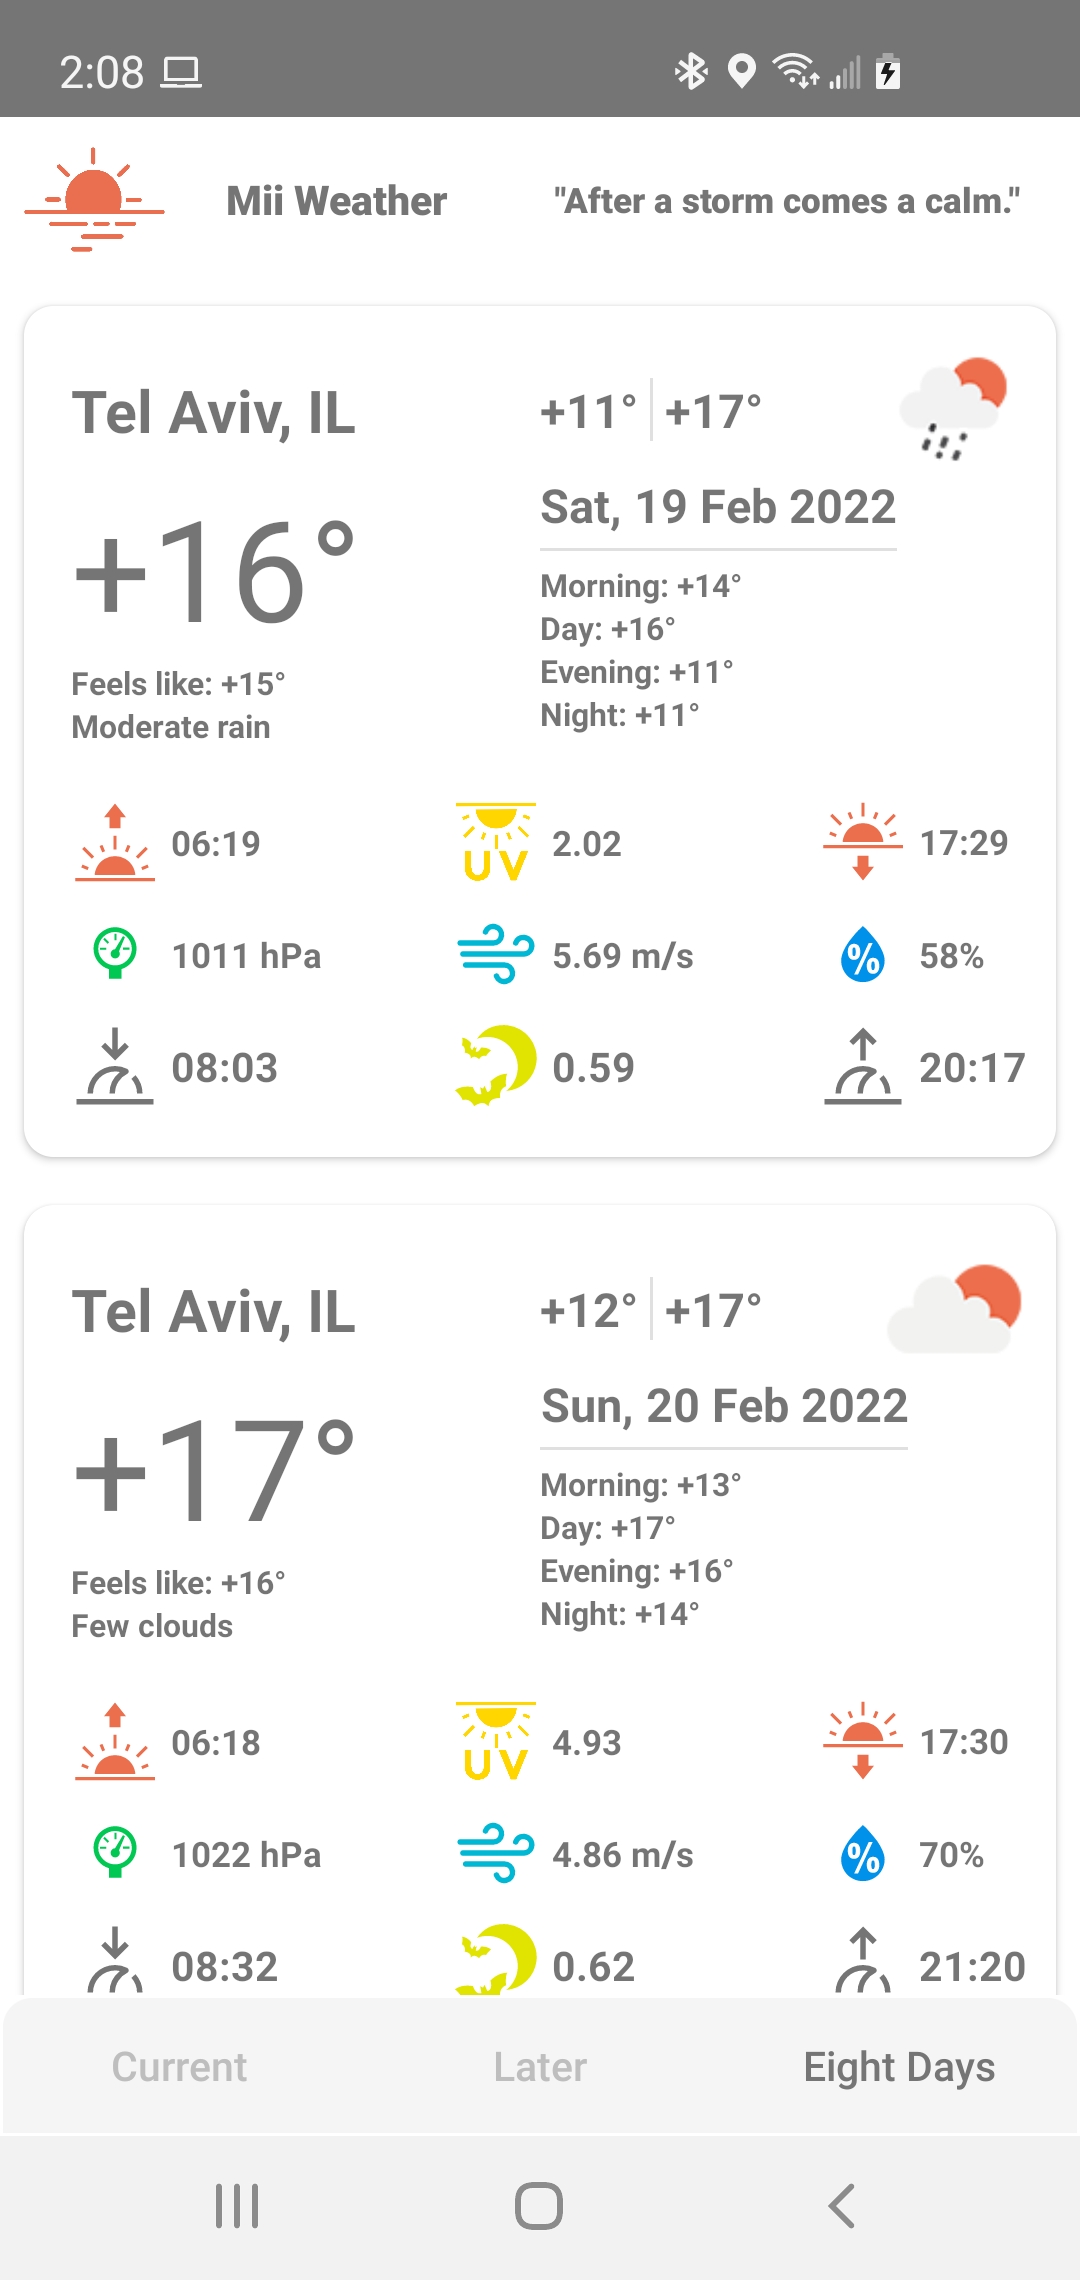 2:08
Mii Weather
"After a storm comes a calm."
Tel Aviv, IL
+11° +17°
Sat, 19 Feb 2022
+16°
Morning: +14°
Day: +16°
Evening: +11°
Night: +11°
Feels like: +15°
Moderate rain
06:19
UV
2.02
17:29
1011 hPa
5.69 m/s
%
58%
08:03
0.59
20:17
Tel Aviv, IL
+12° +17°
Sun, 20 Feb 2022
+17°
Morning: +13°
Day: +17°
Evening: +16°
Night: +14°
Feels like: +16°
Few clouds
06:18
UV
4.93
17:30
1022 hPa
4.86 m/s
%
70%
08:32
0.62
21:20
Current
Later
Eight Days